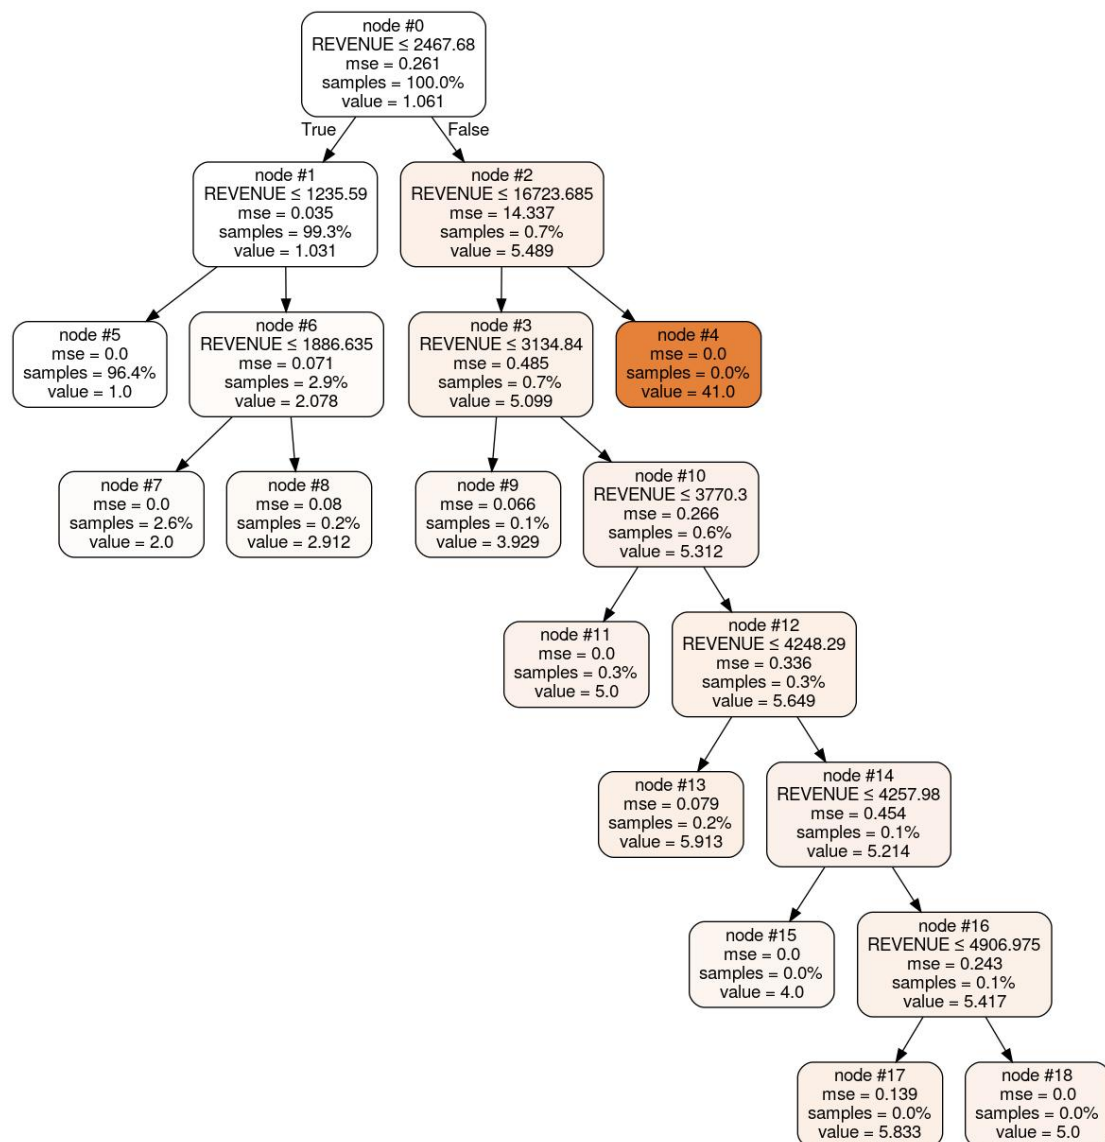 node #0
REVENUE ≤ 2467.68
mse = 0.261
samples = 100.0%
value = 1.061
True
False
node #1
REVENUE ≤ 1235.59
mse = 0.035
samples = 99.3%
value = 1.031
node #2
REVENUE ≤ 16723.685
mse = 14.337
samples = 0.7%
value = 5.489
node #5
mse = 0.0
samples = 96.4%
value = 1.0
node #6
REVENUE ≤ 1886.635
mse = 0.071
samples = 2.9%
value = 2.078
node #3
REVENUE ≤ 3134.84
mse = 0.485
samples = 0.7%
value = 5.099
node #4
mse = 0.0
samples = 0.0%
value = 41.0
node #7
mse = 0.0
samples = 2.6%
value = 2.0
node #8
mse = 0.08
samples = 0.2%
value = 2.912
node #9
mse = 0.066
samples = 0.1%
value = 3.929
node #10
REVENUE ≤ 3770.3
mse = 0.266
samples = 0.6%
value = 5.312
node #11
mse = 0.0
samples = 0.3%
value = 5.0
node #12
REVENUE ≤ 4248.29
mse = 0.336
samples = 0.3%
value = 5.649
node #13
mse = 0.079
samples = 0.2%
value = 5.913
node #14
REVENUE ≤ 4257.98
mse = 0.454
samples = 0.1%
value = 5.214
node #15
mse = 0.0
samples = 0.0%
value = 4.0
node #16
REVENUE ≤ 4906.975
mse = 0.243
samples = 0.1%
value = 5.417
node #17
mse = 0.139
samples = 0.0%
value = 5.833
node #18
mse = 0.0
samples = 0.0%
value = 5.0